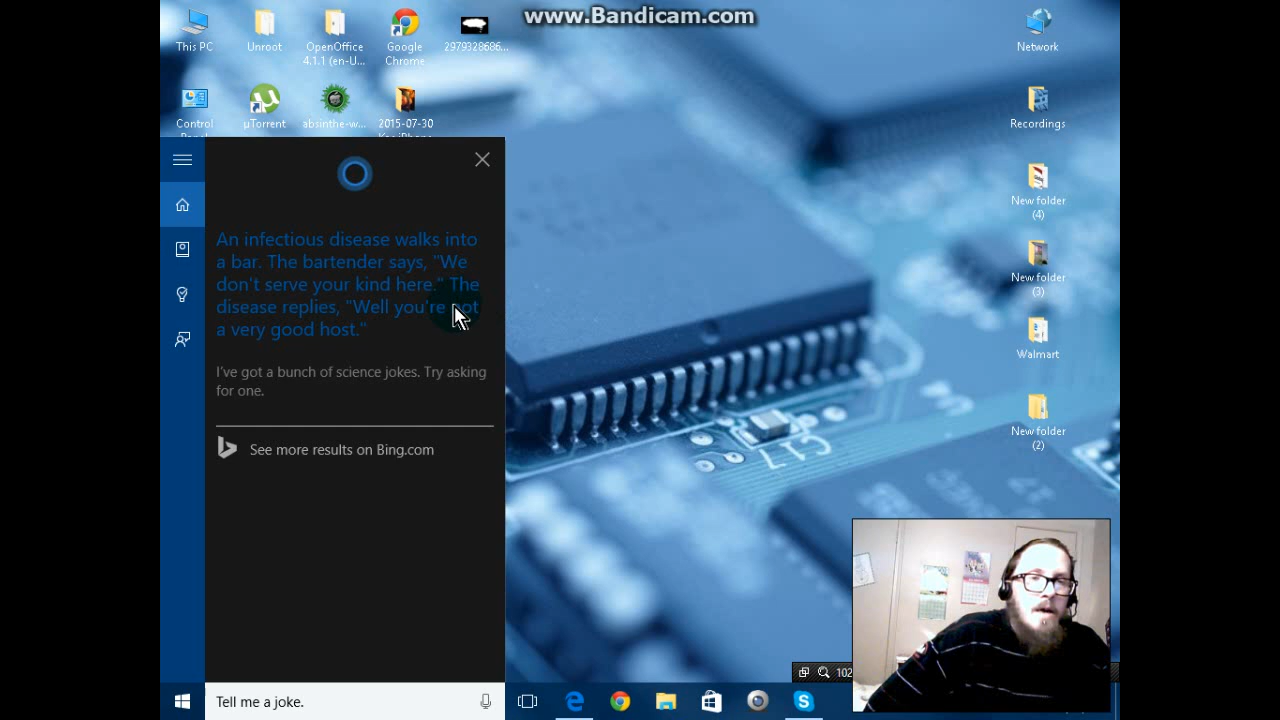 www.Bandicam.com
This PC
Unroot
OpenOffice
4.1.1 (en-U...
Google
Chrome
2979328686...
Network
Control
µTorrent
absinthe-w...
2015-07-30
Recordings
New folder
(4)
An infectious disease walks into
a bar. The bartender says, "We
don't serve your kind here." The
disease replies, "Well you're not
a very good host."
New folder
(3)
Walmart
I've got a bunch of science jokes. Try asking
for one.
New folder
(2)
See more results on Bing.com
C17
102
Tell me a joke.